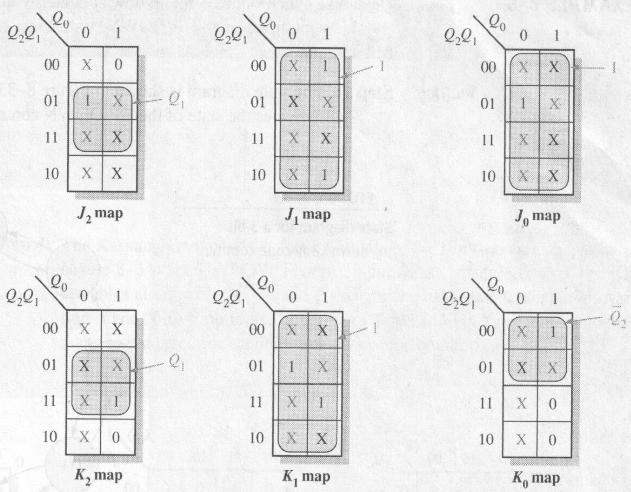 Q0 Q0 Q0
Q2Q1 0 1 Q2Q1 0 1 Q2Q1 0 1
00 X 0 00 X 1 1 00 X X 1
01 1 X Q1 01 X X 01 1 X
11 X X 11 X X 11 X X
10 X X 10 X 1 10 X X
J2 map J1 map J0 map
Q0 Q0 Q0
Q2Q1 0 1 Q2Q1 0 1 Q2Q1 0 1
00 X X 00 X X 1 00 X 1 Q2
01 X X Q1 01 1 X 01 X X
11 X 1 11 X 1 11 X 0
10 X 0 10 X X 10 X 0
K2 map K1 map K0 map